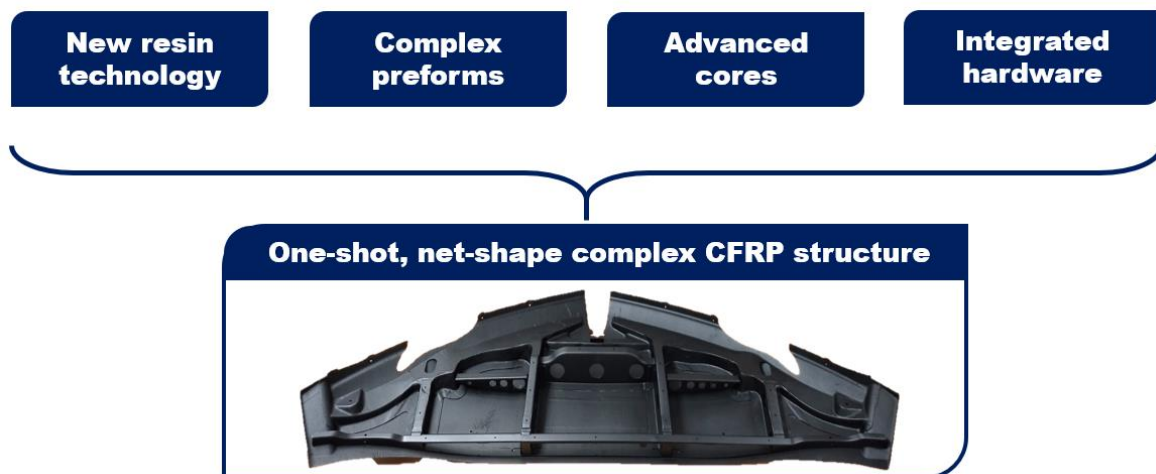 New resin
technology
Complex
preforms
Advanced
cores
Integrated
hardware
One-shot, net-shape complex CFRP structure